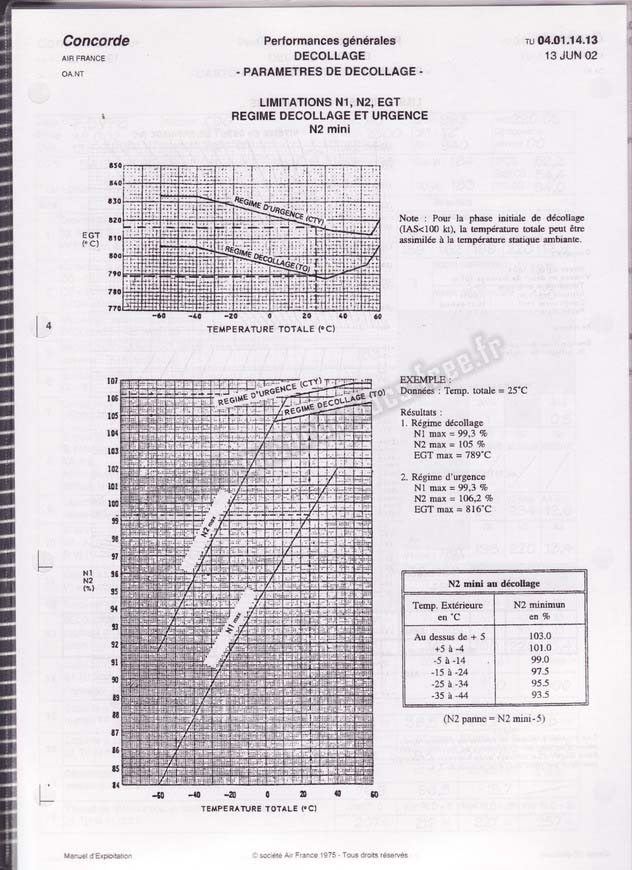 Concorde
AIR FRANCE
OA.NT
Performances générales
DECOLLAGE
- PARAMETRES DE DECOLLAGE -
TU 04.01.14.13
13 JUN 02
LIMITATIONS N1, N2, EGT
REGIME DECOLLAGE ET URGENCE
N2 mini
850
840
830
820
810
800
790
780
770
EGT
(°C)
REGIME D'URGENCE (CTY)
REGIME DECOLLAGE (TO)
-60 -40 -20 0 20 40 60
TEMPERATURE TOTALE (°C)
Note : Pour la phase initiale de décollage
(IAS<100 kt), la température totale peut être
assimilée à la température statique ambiante.
4
107
106
105
104
103
102
101
100
99
98
97
96
95
94
93
92
91
90
89
88
87
86
85
84
N1
N2
(%)
REGIME D'URGENCE (CTY)
REGIME DECOLLAGE (TO)
N2 max
N1 max
-60 -40 -20 0 20 40 60
TEMPERATURE TOTALE (°C)
EXEMPLE :
Données : Temp. totale = 25°C
Résultats :
1. Régime décollage
N1 max = 99,3 %
N2 max = 105 %
EGT max = 789°C
2. Régime d'urgence
N1 max = 99,3 %
N2 max = 106,2 %
EGT max = 816°C
N2 mini au décollage
Temp. Extérieure
en °C
N2 minimun
en %
Au dessus de + 5 103.0
+5 à -4 101.0
-5 à -14 99.0
-15 à -24 97.5
-25 à -34 95.5
-35 à -44 93.5
(N2 panne = N2 mini-5)
Manuel d'Exploitation
© société Air France 1975 - Tous droits réservés